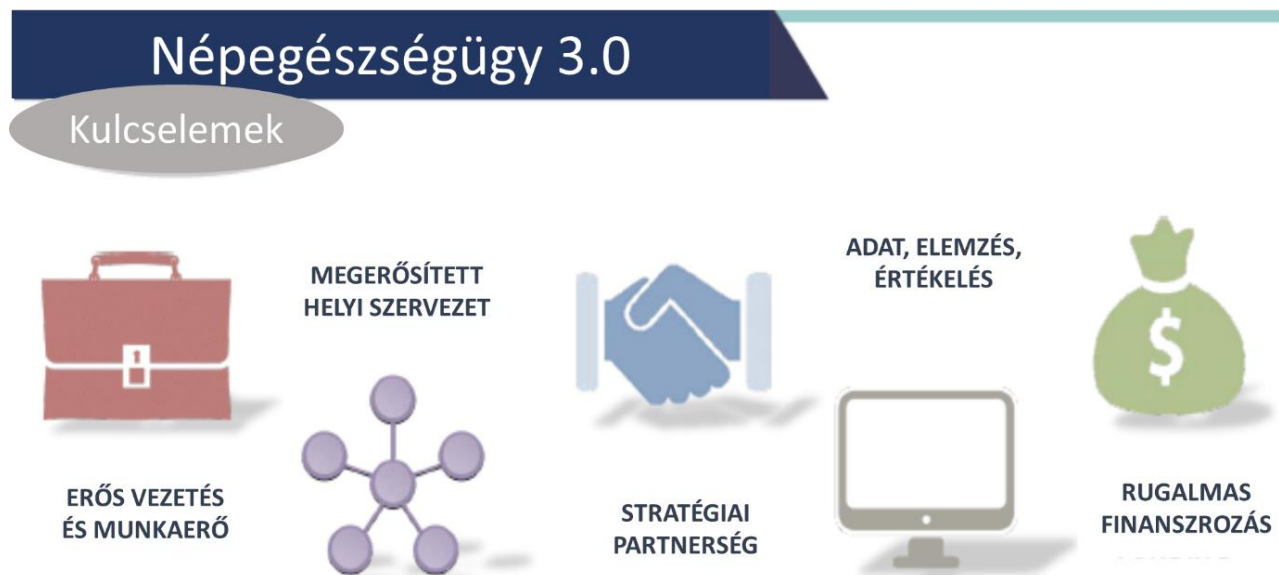 Népegészségügy 3.0
Kulcselemek
ERŐS VEZETÉS
ÉS MUNKAERŐ
MEGERŐSÍTETT
HELYI SZERVEZET
STRATÉGIAI
PARTNERSÉG
ADAT, ELEMZÉS,
ÉRTÉKELÉS
$
RUGALMAS
FINANSZROZÁS